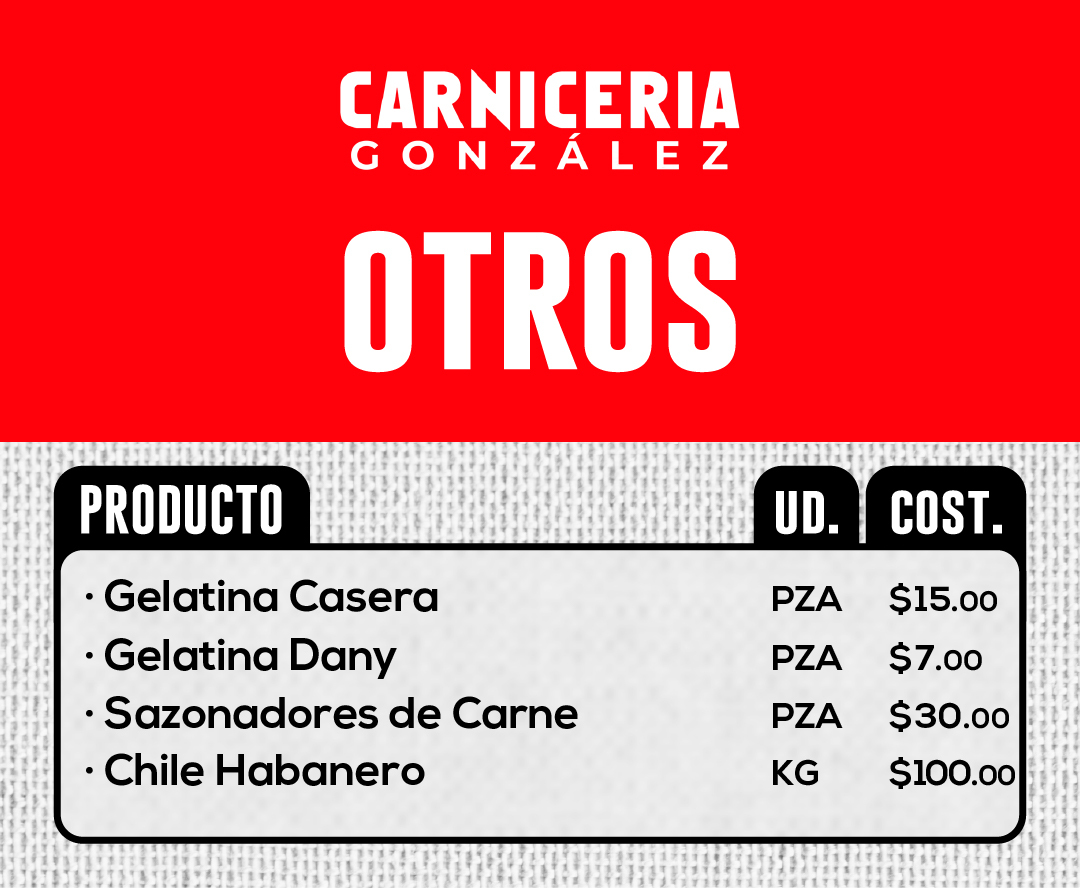 CARNICERIA
GONZÁLEZ
OTROS
PRODUCTO UD. COST.
· Gelatina Casera PZA $15.00
· Gelatina Dany PZA $7.00
· Sazonadores de Carne PZA $30.00
· Chile Habanero KG $100.00